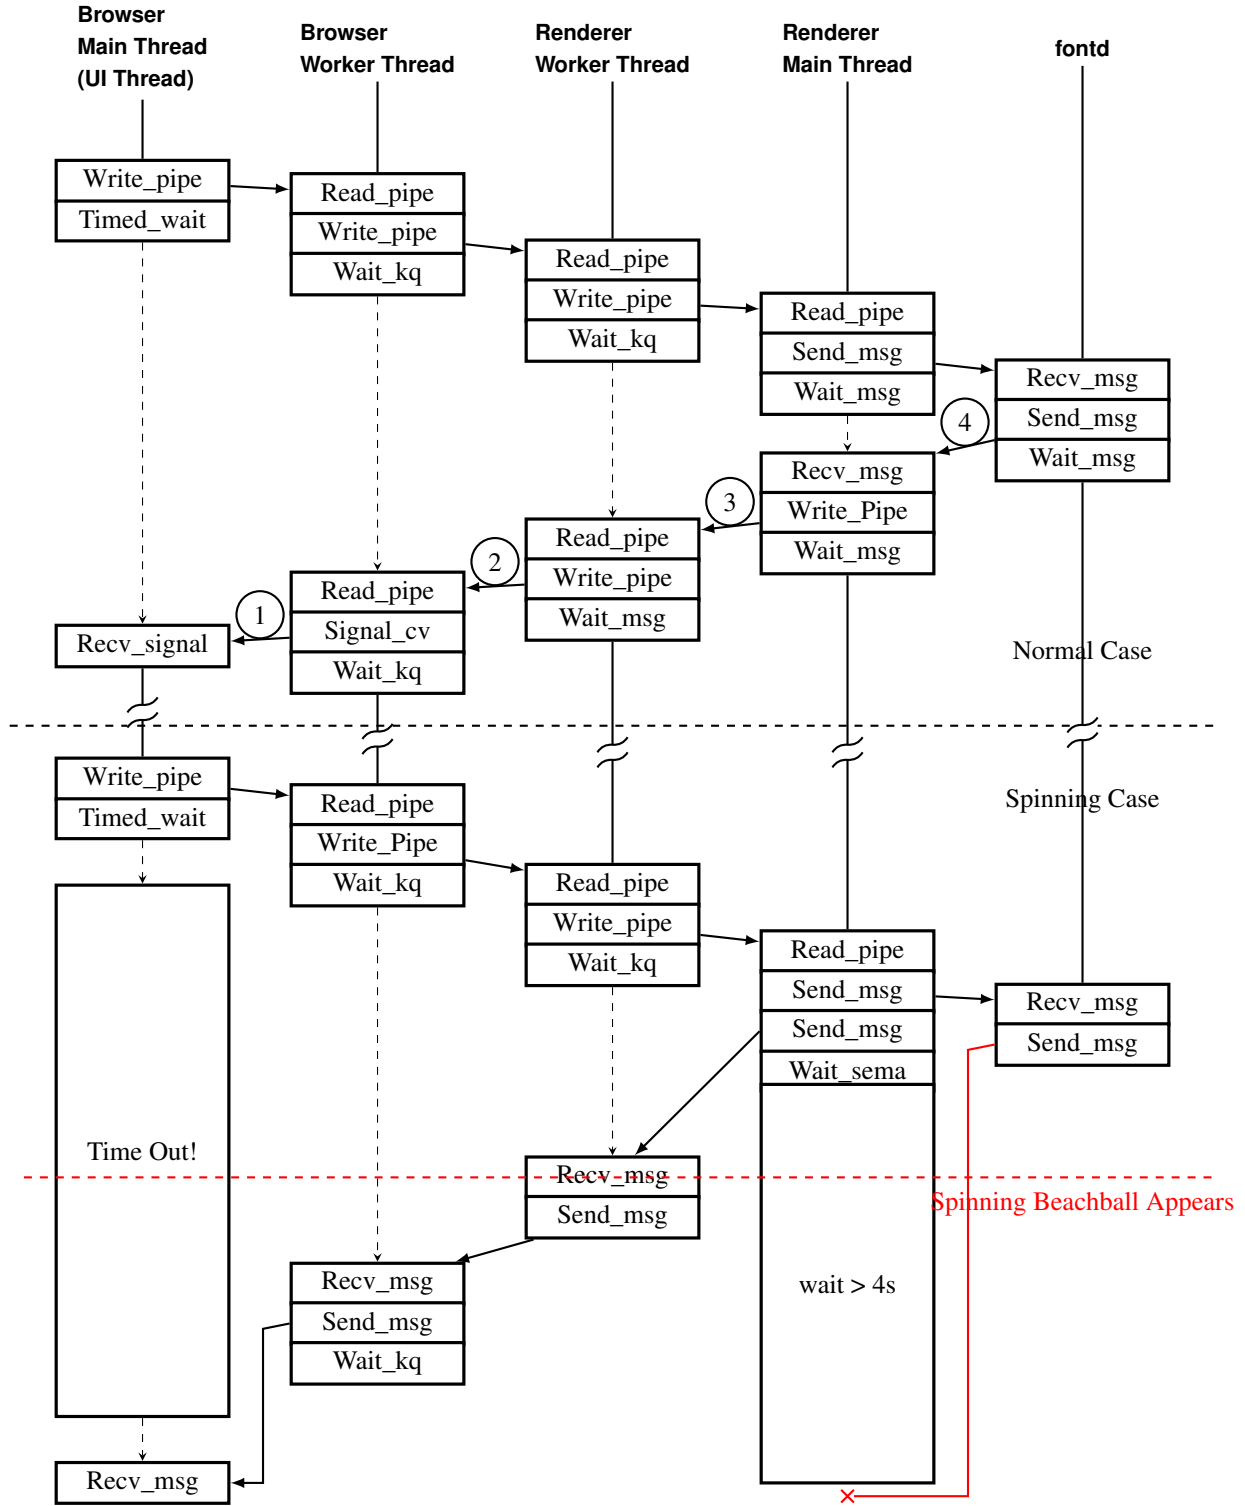 Browser
Main Thread
(UI Thread)
Browser
Worker Thread
Renderer
Worker Thread
Renderer
Main Thread
fontd
Write_pipe
Timed_wait
Read_pipe
Write_pipe
Wait_kq
Read_pipe
Write_pipe
Wait_kq
Read_pipe
Send_msg
Wait_msg
Recv_msg
Send_msg
Wait_msg
4
Recv_msg
Write_Pipe
Wait_msg
3
Read_pipe
Write_pipe
Wait_msg
2
Read_pipe
Signal_cv
Wait_kq
1
Recv_signal
Normal Case
Spinning Case
Write_pipe
Timed_wait
Read_pipe
Write_Pipe
Wait_kq
Read_pipe
Write_pipe
Wait_kq
Read_pipe
Send_msg
Send_msg
Wait_sema
Recv_msg
Send_msg
Time Out!
Recv_msg
Send_msg
Spinning Beachball Appears
wait > 4s
Recv_msg
Send_msg
Wait_kq
Recv_msg